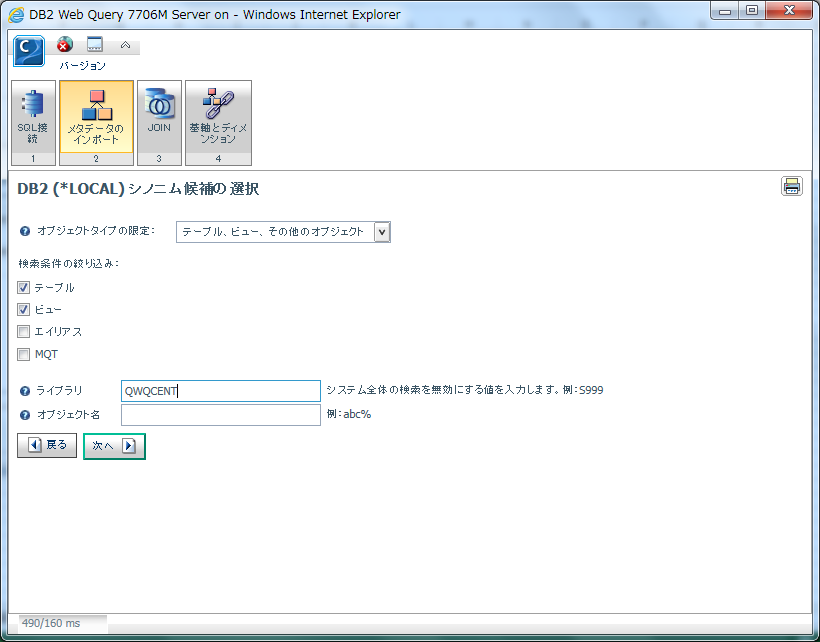 DB2 Web Query 7706M Server on - Windows Internet Explorer
バージョン
SQL接続
メタデータのインポート
JOIN
基軸とディメンション
1
2
3
4
DB2 (*LOCAL) シノニム候補の選択
オブジェクトタイプの限定:
テーブル、ビュー、その他のオブジェクト
検索条件の絞り込み:
テーブル
ビュー
エイリアス
MQT
ライブラリ QWQCENT システム全体の検索を無効にする値を入力します。例:S999
オブジェクト名 例:abc%
戻る 次へ
490/160 ms